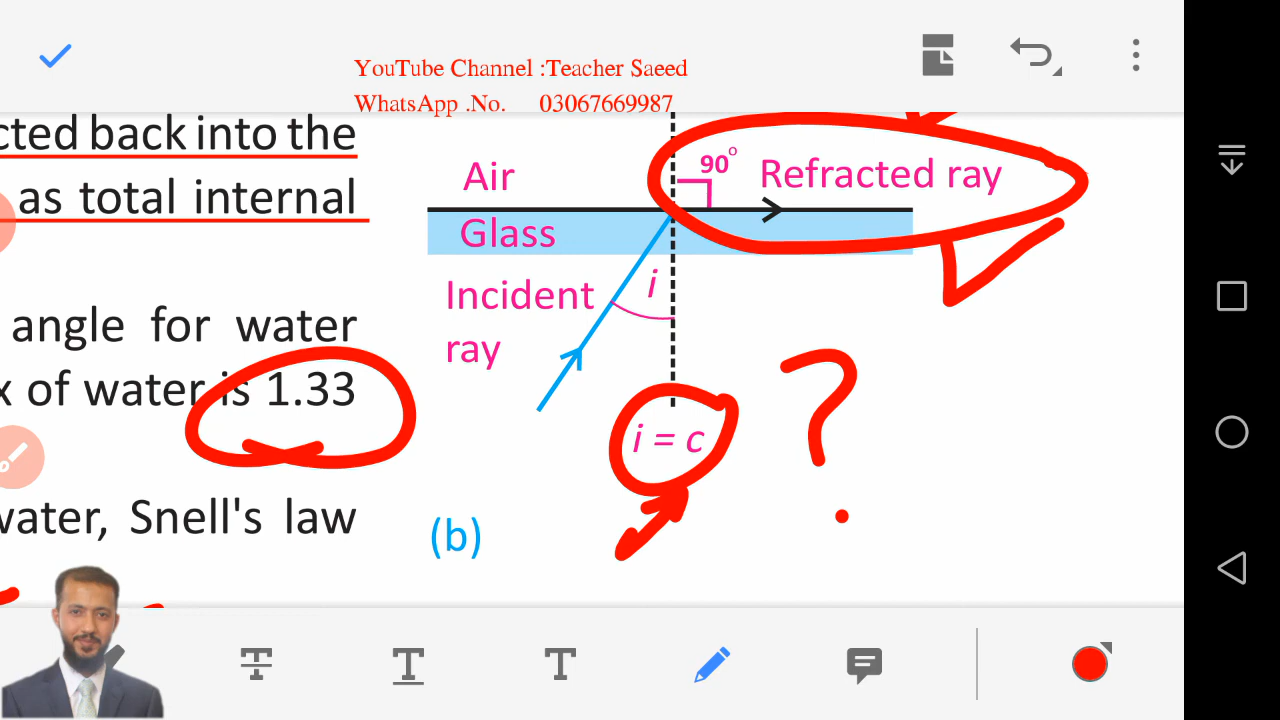 YouTube Channel :Teacher Saeed
WhatsApp .No. 03067669987
cted back into the
as total internal
angle for water
x of water is 1.33
water, Snell's law
90°
Air
Refracted ray
Glass
Incident
ray
i
i = c
?
(b)
T
T
T